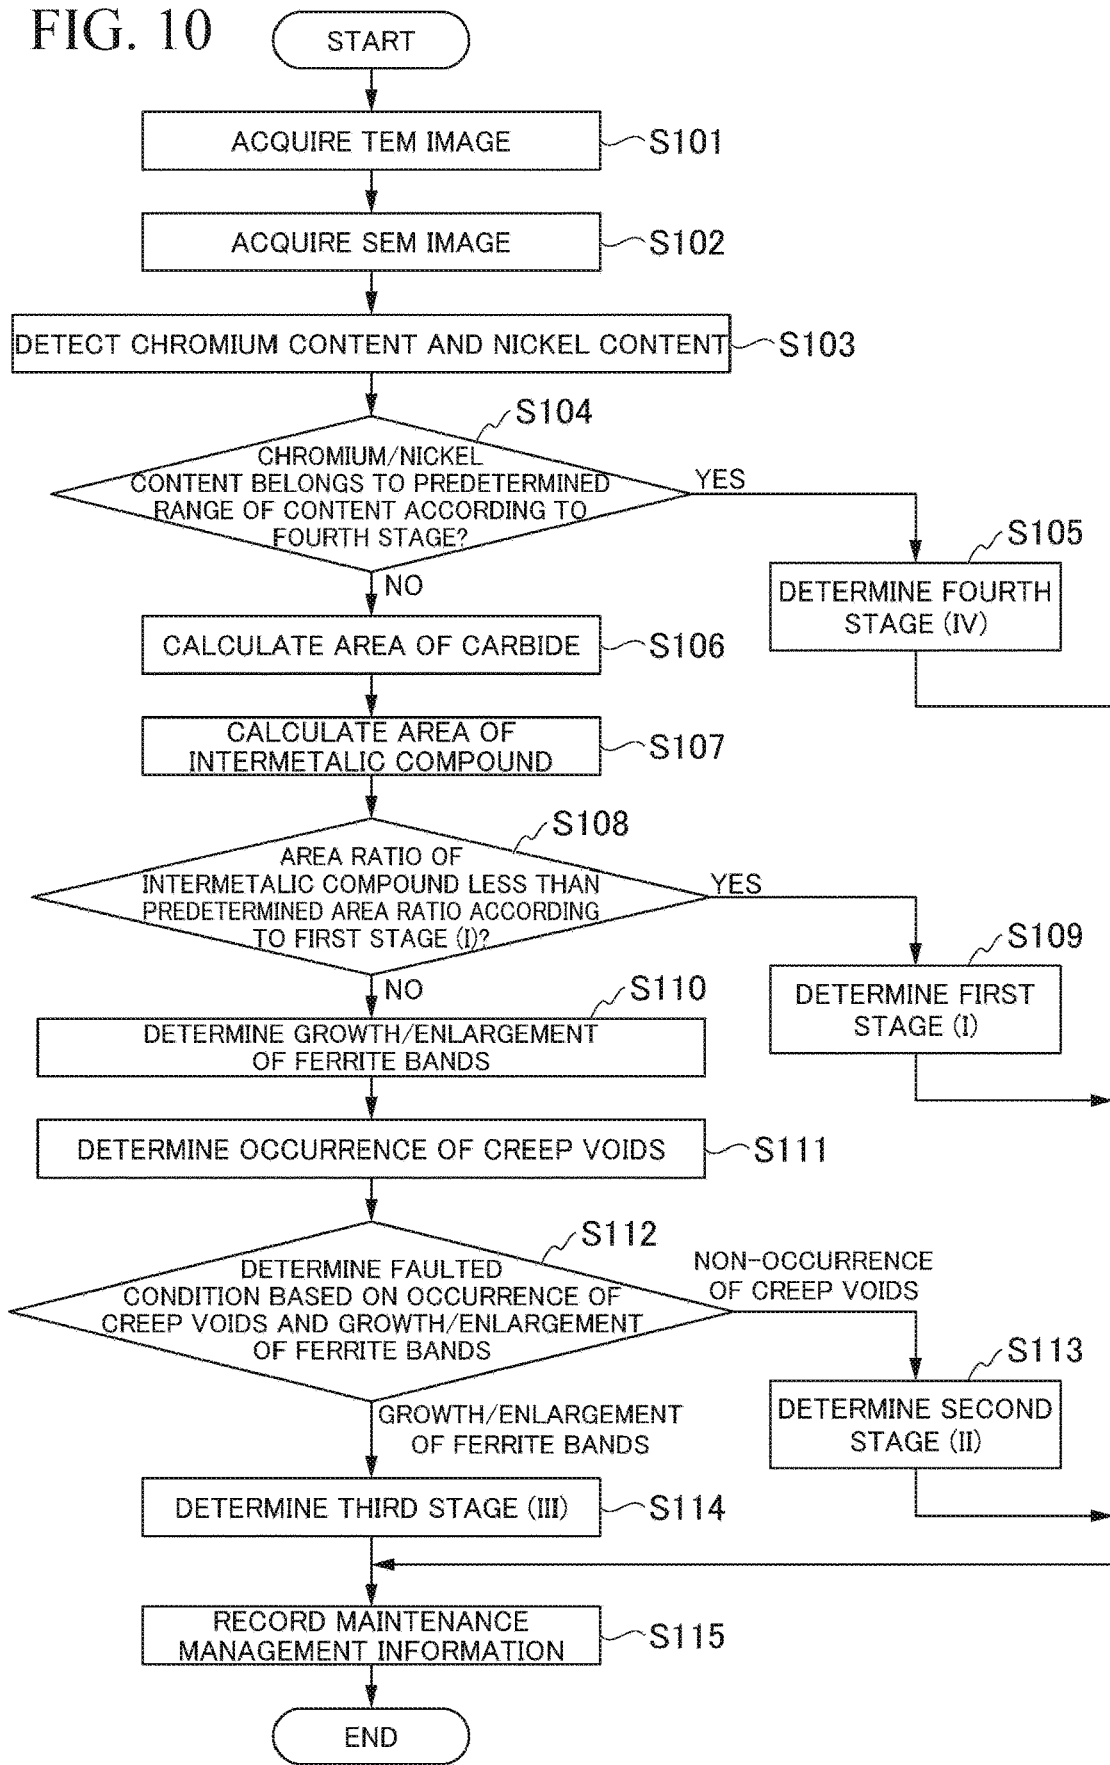 FIG. 10
START
ACQUIRE TEM IMAGE
S101
ACQUIRE SEM IMAGE
S102
DETECT CHROMIUM CONTENT AND NICKEL CONTENT
S103
S104
CHROMIUM/NICKEL
CONTENT BELONGS TO PREDETERMINED
RANGE OF CONTENT ACCORDING TO
FOURTH STAGE?
YES
NO
S105
DETERMINE FOURTH
STAGE (IV)
CALCULATE AREA OF CARBIDE
S106
CALCULATE AREA OF
INTERMETALIC COMPOUND
S107
S108
AREA RATIO OF
INTERMETALIC COMPOUND LESS THAN
PREDETERMINED AREA RATIO ACCORDING
TO FIRST STAGE (I)?
YES
NO
S109
DETERMINE FIRST
STAGE (I)
S110
DETERMINE GROWTH/ENLARGEMENT
OF FERRITE BANDS
DETERMINE OCCURRENCE OF CREEP VOIDS
S111
S112
DETERMINE FAULTED
CONDITION BASED ON OCCURRENCE OF
CREEP VOIDS AND GROWTH/ENLARGEMENT
OF FERRITE BANDS
NON-OCCURRENCE
OF CREEP VOIDS
S113
DETERMINE SECOND
STAGE (II)
GROWTH/ENLARGEMENT
OF FERRITE BANDS
DETERMINE THIRD STAGE (III)
S114
RECORD MAINTENANCE
MANAGEMENT INFORMATION
S115
END